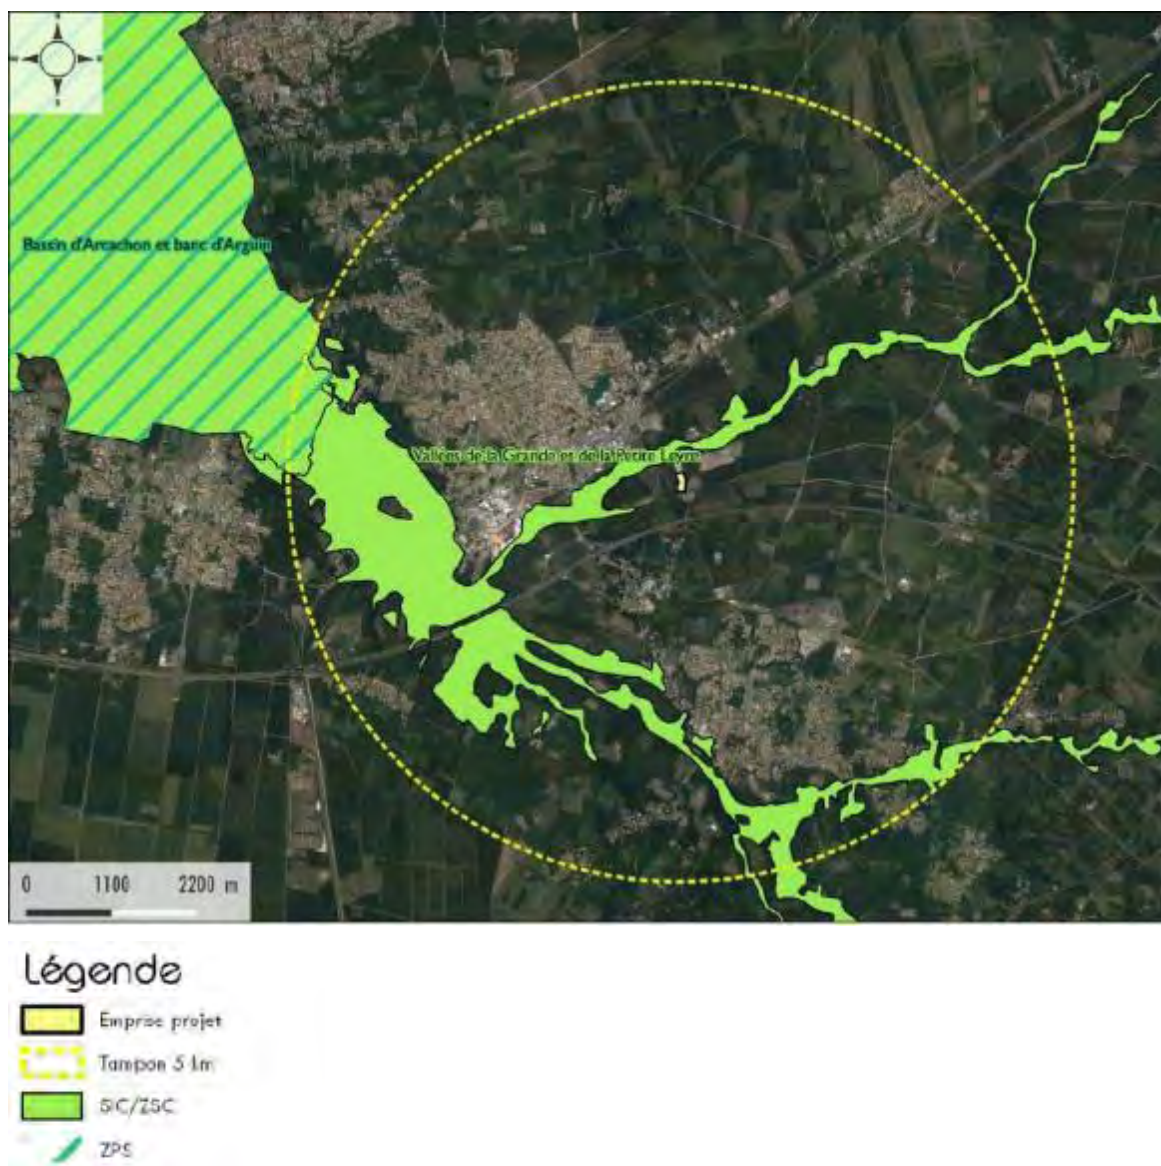 Bassin d'Arcachon et banc d'Arguin
Vallées de la Grande et de la Petite Leyre
0 1100 2200 m
Légende
Emprise projet
Tampon 5 km
SIC/ZSC
ZPS